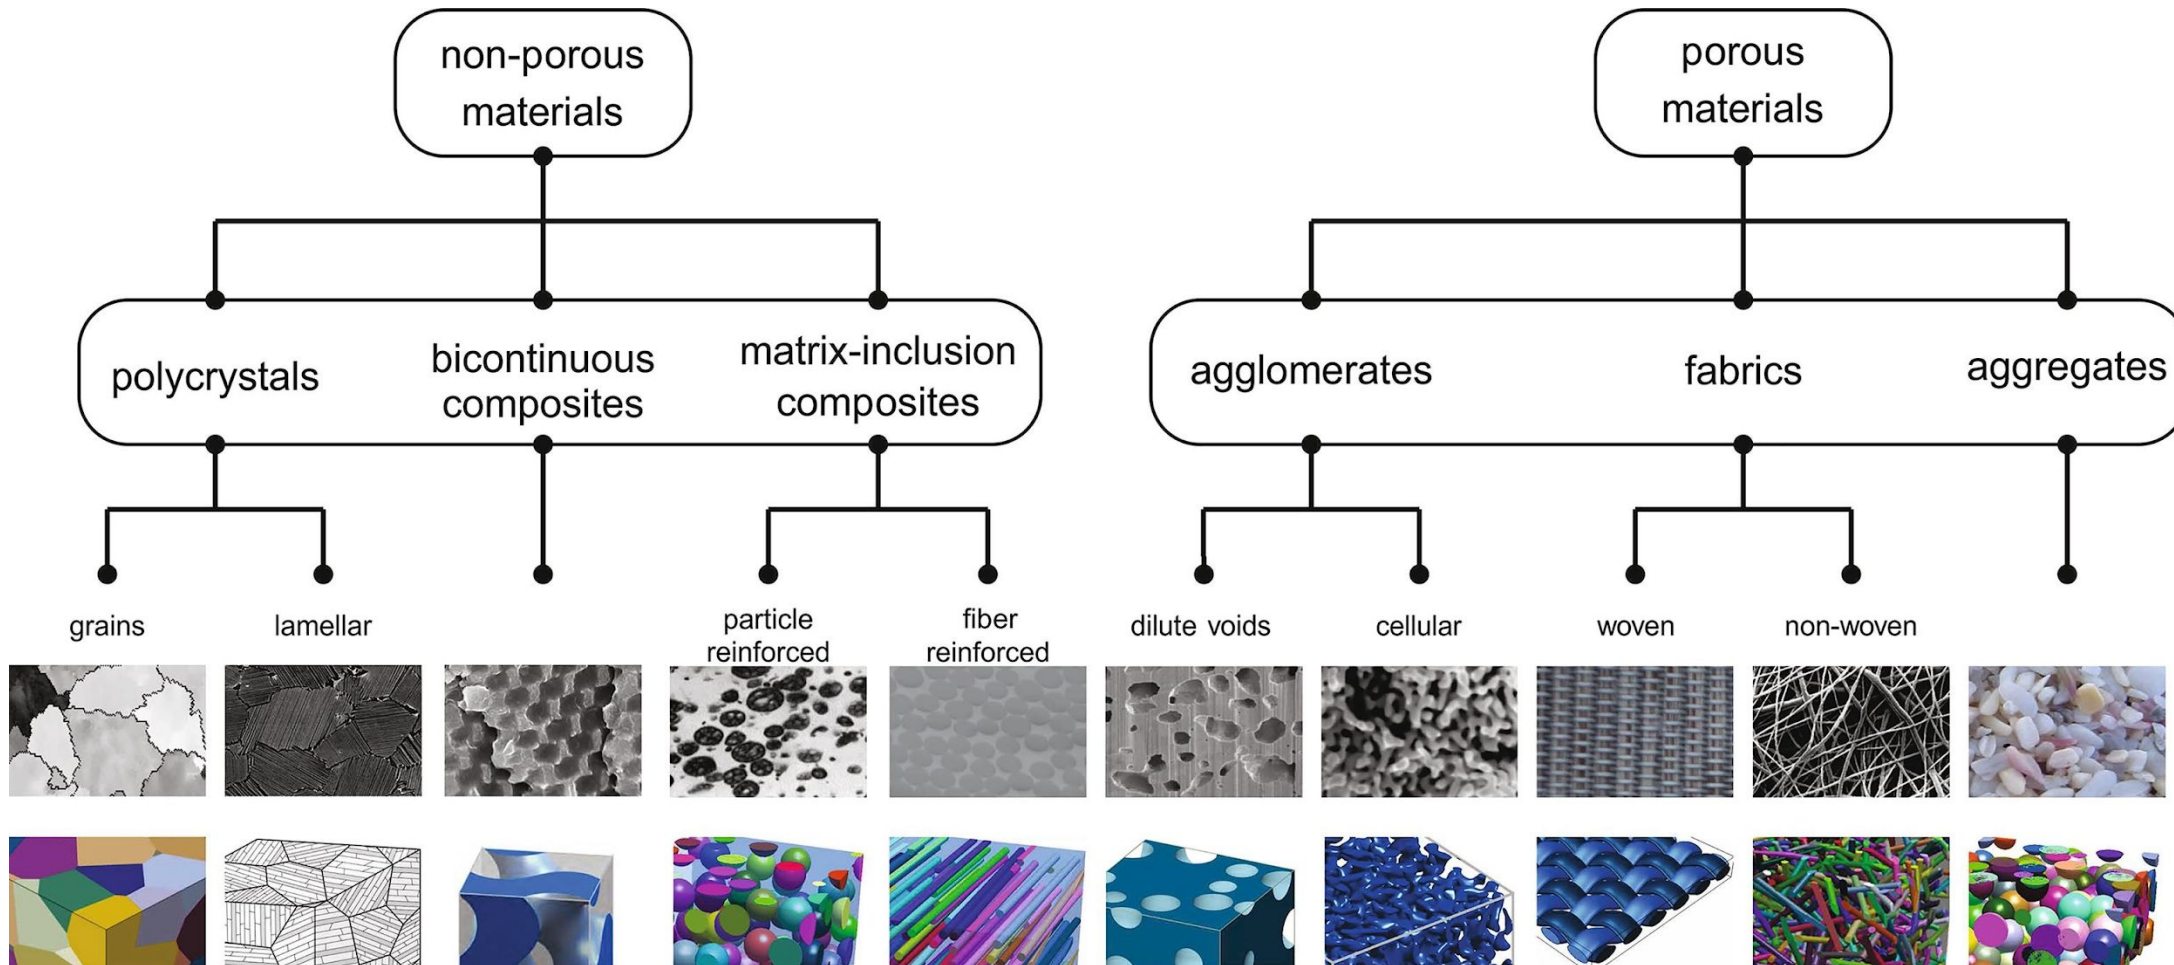 non-porous
materials
porous
materials
polycrystals
bicontinuous
composites
matrix-inclusion
composites
agglomerates
fabrics
aggregates
grains
lamellar
particle
reinforced
fiber
reinforced
dilute voids
cellular
woven
non-woven